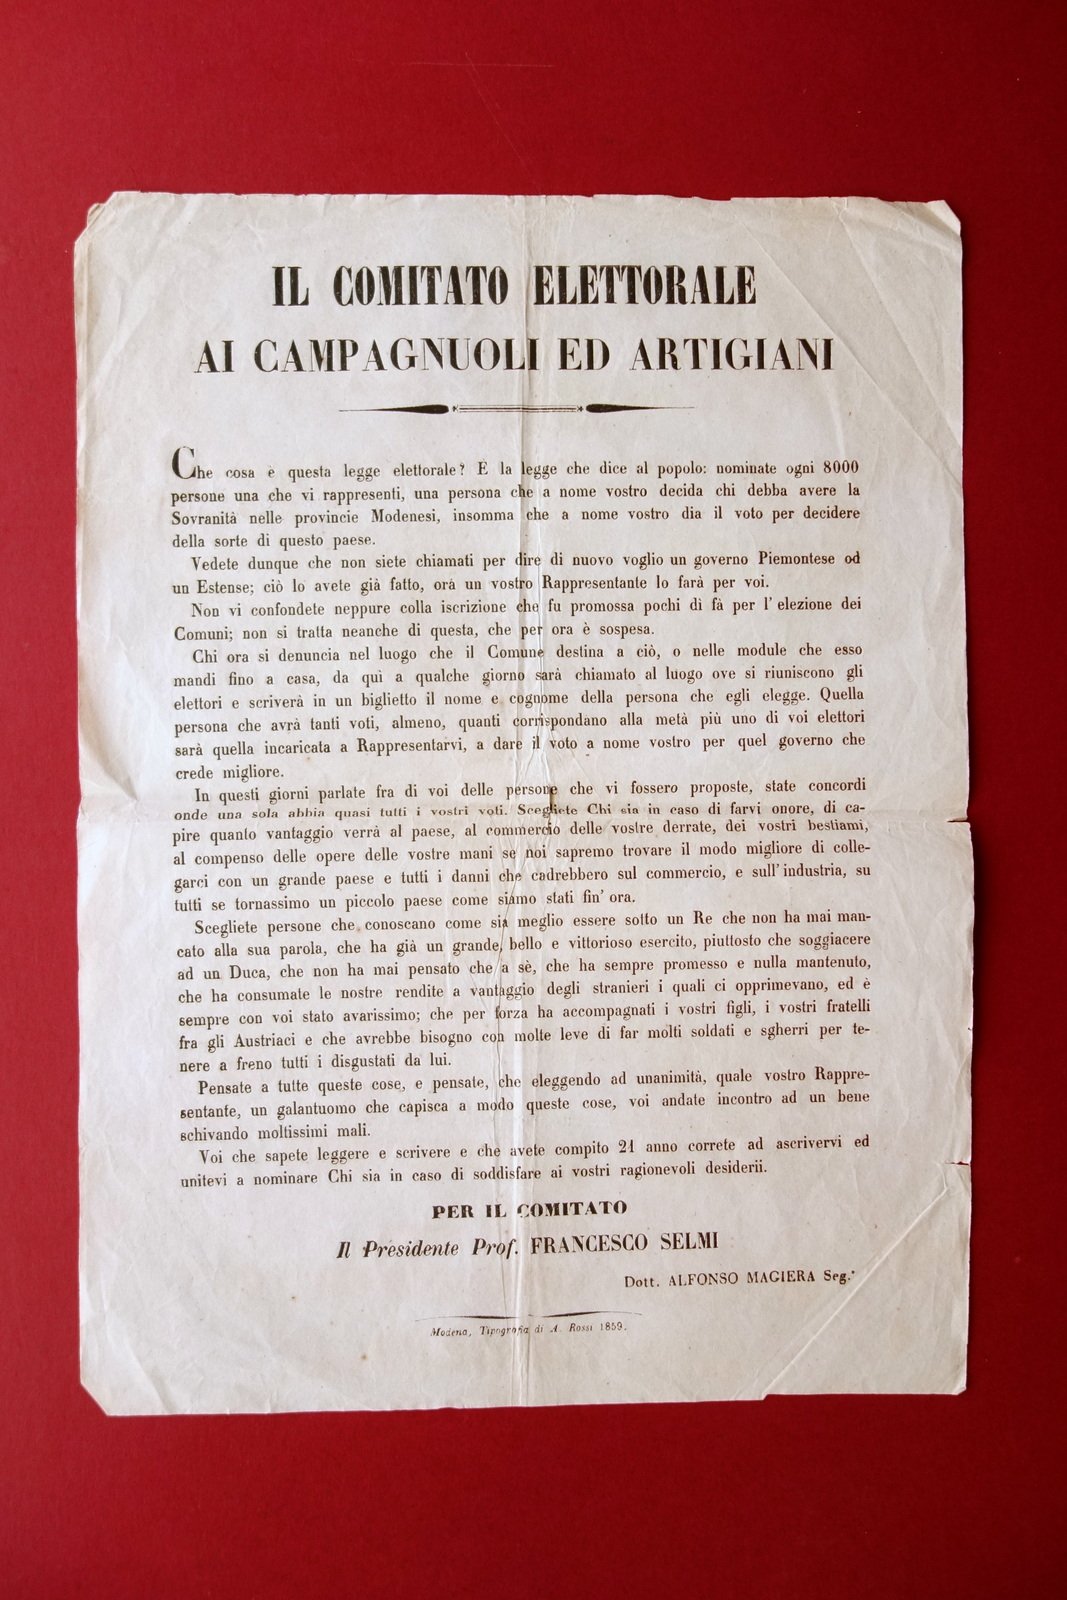 IL COMITATO ELETTORALE
AI CAMPAGNUOLI ED ARTIGIANI
Che cosa è questa legge elettorale? È la legge che dice al popolo: nominate ogni 8000
persone una che vi rappresenti, una persona che a nome vostro decida chi debba avere la
Sovranità nelle provincie Modenesi, insomma che a nome vostro dia il voto per decidere
della sorte di questo paese.
Vedete dunque che non siete chiamati per dire di nuovo voglio un governo Piemontese od
un Estense; ciò lo avete già fatto, ora un vostro Rappresentante lo farà per voi.
Non vi confondete neppure colla iscrizione che fu promossa pochi dì fà per l' elezione dei
Comuni; non si tratta neanche di questa, che per ora è sospesa.
Chi ora si denuncia nel luogo che il Comune destina a ciò, o nelle module che esso
mandi fino a casa, da quì a qualche giorno sarà chiamato al luogo ove si riuniscono gli
elettori e scriverà in un biglietto il nome e cognome della persona che egli elegge. Quella
persona che avrà tanti voti, almeno, quanti corrispondano alla metà più uno di voi elettori
sarà quella incaricata a Rappresentarvi, a dare il voto a nome vostro per quel governo che
crede migliore.
In questi giorni parlate fra di voi delle persone che vi fossero proposte, state concordi
onde una sola abbia quasi tutti i vostri voti. Scegliete Chi sia in caso di farvi onore, di ca-
pire quanto vantaggio verrà al paese, al commercio delle vostre derrate, dei vostri bestiami,
al compenso delle opere delle vostre mani se noi sapremo trovare il modo migliore di colle-
garci con un grande paese e tutti i danni che cadrebbero sul commercio, e sull' industria, su
tutti se tornassimo un piccolo paese come siamo stati fin' ora.
Scegliete persone che conoscano come sia meglio essere sotto un Re che non ha mai man-
cato alla sua parola, che ha già un grande, bello e vittorioso esercito, piuttosto che soggiacere
ad un Duca, che non ha mai pensato che a sè, che ha sempre promesso e nulla mantenuto,
che ha consumate le nostre rendite a vantaggio degli stranieri i quali ci opprimevano, ed è
sempre con voi stato avarissimo; che per forza ha accompagnati i vostri figli, i vostri fratelli
fra gli Austriaci e che avrebbe bisogno con molte leve di far molti soldati e sgherri per te-
nere a freno tutti i disgustati da lui.
Pensate a tutte queste cose, e pensate, che eleggendo ad unanimità, quale vostro Rappre-
sentante, un galantuomo che capisca a modo queste cose, voi andate incontro ad un bene
schivando moltissimi mali.
Voi che sapete leggere e scrivere e che avete compito 21 anno correte ad ascrivervi ed
unitevi a nominare Chi sia in caso di soddisfare ai vostri ragionevoli desiderii.
PER IL COMITATO
Il Presidente Prof. FRANCESCO SELMI
Dott. ALFONSO MAGIERA Seg.°
Modena, Tipografia di A. Rossi 1859.